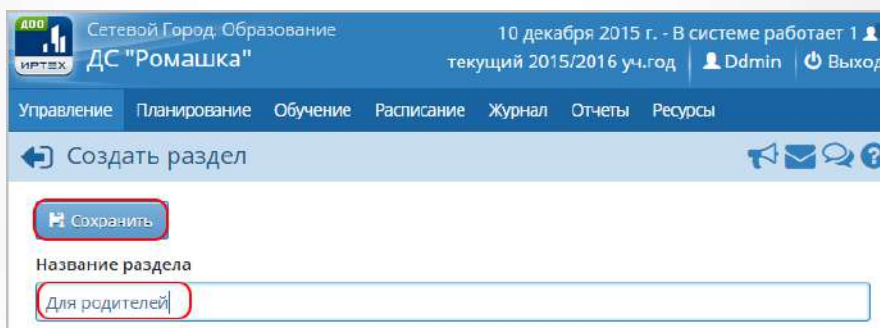 ДОО
ИРТЕХ
Сетевой Город. Образование
ДС "Ромашка"
10 декабря 2015 г. - В системе работает 1
текущий 2015/2016 уч.год Ddmin Выход
Управление Планирование Обучение Расписание Журнал Отчеты Ресурсы
Создать раздел
Сохранить
Название раздела
Для родителей